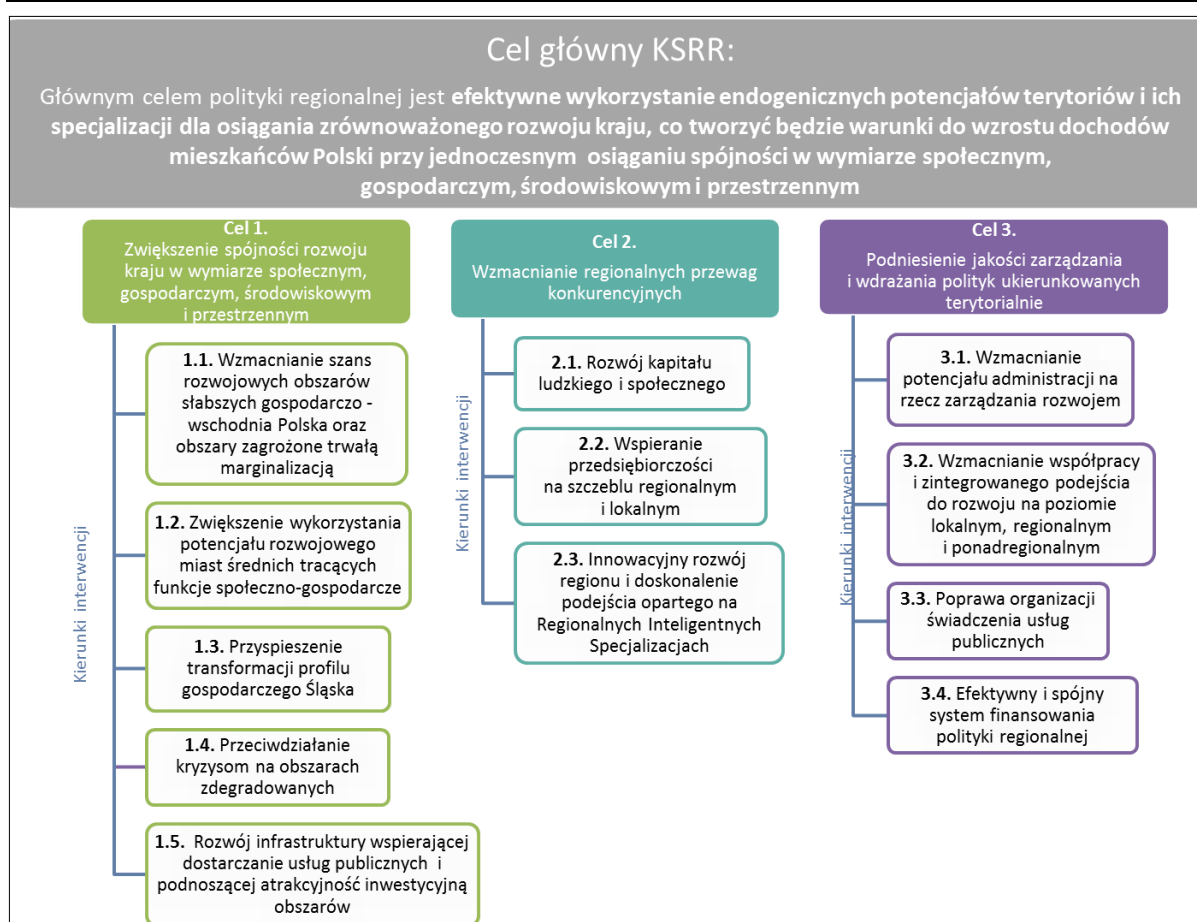 Cel główny KSRR:
Głównym celem polityki regionalnej jest efektywne wykorzystanie endogenicznych potencjałów terytoriów i ich
specjalizacji dla osiągania zrównoważonego rozwoju kraju, co tworzyć będzie warunki do wzrostu dochodów
mieszkańców Polski przy jednoczesnym osiąganiu spójności w wymiarze społecznym,
gospodarczym, środowiskowym i przestrzennym
Cel 1.
Zwiększenie spójności rozwoju
kraju w wymiarze społecznym,
gospodarczym, środowiskowym
i przestrzennym
Kierunki interwencji
1.1. Wzmacnianie szans
rozwojowych obszarów
słabszych gospodarczo -
wschodnia Polska oraz
obszary zagrożone trwałą
marginalizacją
1.2. Zwiększenie wykorzystania
potencjału rozwojowego
miast średnich tracących
funkcje społeczno-gospodarcze
1.3. Przyspieszenie
transformacji profilu
gospodarczego Śląska
1.4. Przeciwdziałanie
kryzysom na obszarach
zdegradowanych
1.5. Rozwój infrastruktury wspierającej
dostarczanie usług publicznych i
podnoszącej atrakcyjność inwestycyjną
obszarów
Cel 2.
Wzmacnianie regionalnych przewag
konkurencyjnych
Kierunki interwencji
2.1. Rozwój kapitału
ludzkiego i społecznego
2.2. Wspieranie
przedsiębiorczości
na szczeblu regionalnym
i lokalnym
2.3. Innowacyjny rozwój
regionu i doskonalenie
podejścia opartego na
Regionalnych Inteligentnych
Specjalizacjach
Cel 3.
Podniesienie jakości zarządzania
i wdrażania polityk ukierunkowanych
terytorialnie
Kierunki interwencji
3.1. Wzmacnianie
potencjału administracji na
rzecz zarządzania rozwojem
3.2. Wzmacnianie współpracy
i zintegrowanego podejścia
do rozwoju na poziomie
lokalnym, regionalnym
i ponadregionalnym
3.3. Poprawa organizacji
świadczenia usług
publicznych
3.4. Efektywny i spójny
system finansowania
polityki regionalnej